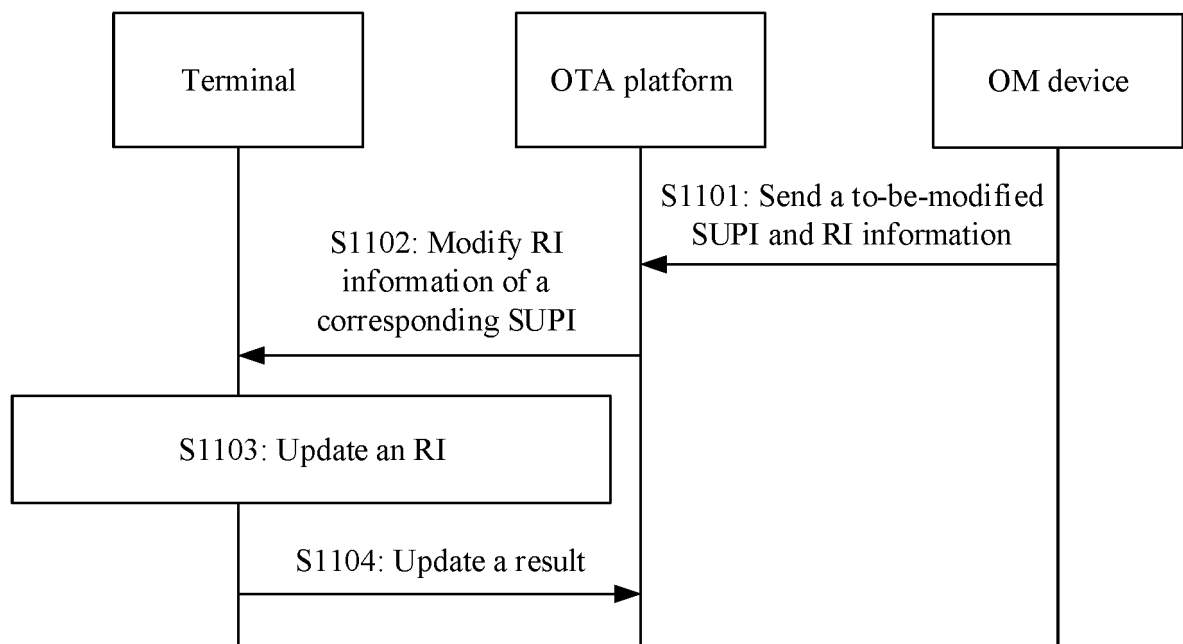 Terminal
OTA platform
OM device
S1101: Send a to-be-modified
SUPI and RI information
S1102: Modify RI
information of a
corresponding SUPI
S1103: Update an RI
S1104: Update a result